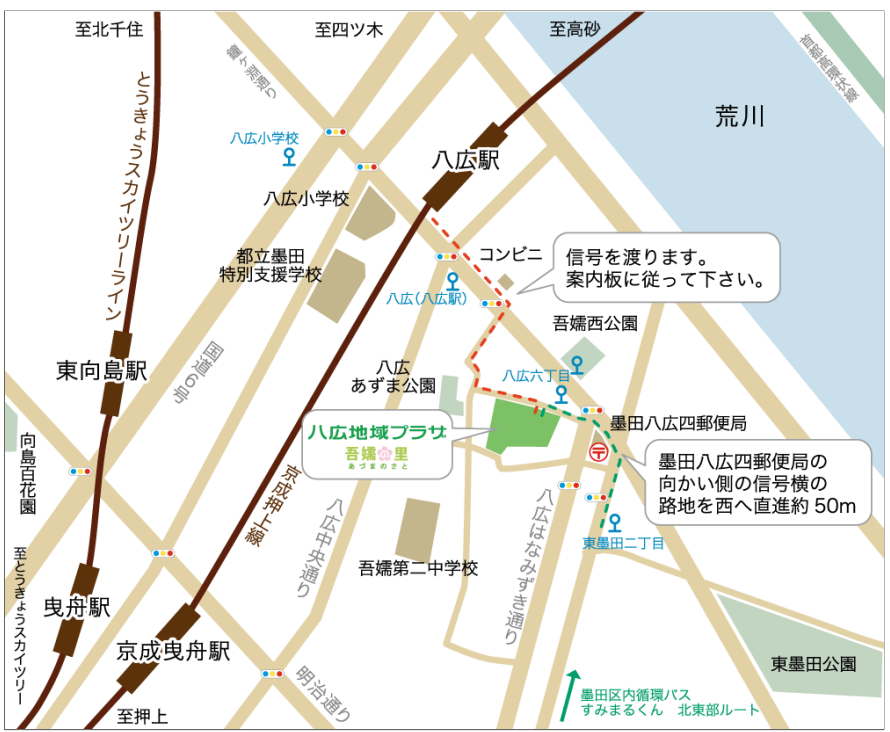 至北千住
至四ツ木
至高砂
鐘ヶ淵通り
首都高環状線
とうきょうスカイツリーライン
荒川
八広小学校
八広駅
八広小学校
都立墨田
特別支援学校
コンビニ
信号を渡ります。
案内板に従って下さい。
八広(八広駅)
吾嬬西公園
国道6号
東向島駅
八広
あずま公園
八広六丁目
墨田八広四郵便局
八広地域プラザ
吾嬬の里
あづまのさと
向島百花園
墨田八広四郵便局の
向かい側の信号横の
路地を西へ直進約50m
京成押上線
八広中央通り
八広はなみずき通り
東墨田二丁目
至とうきょうスカイツリー
吾嬬第二中学校
曳舟駅
京成曳舟駅
明治通り
東墨田公園
墨田区内循環バス
すみまるくん 北東部ルート
至押上